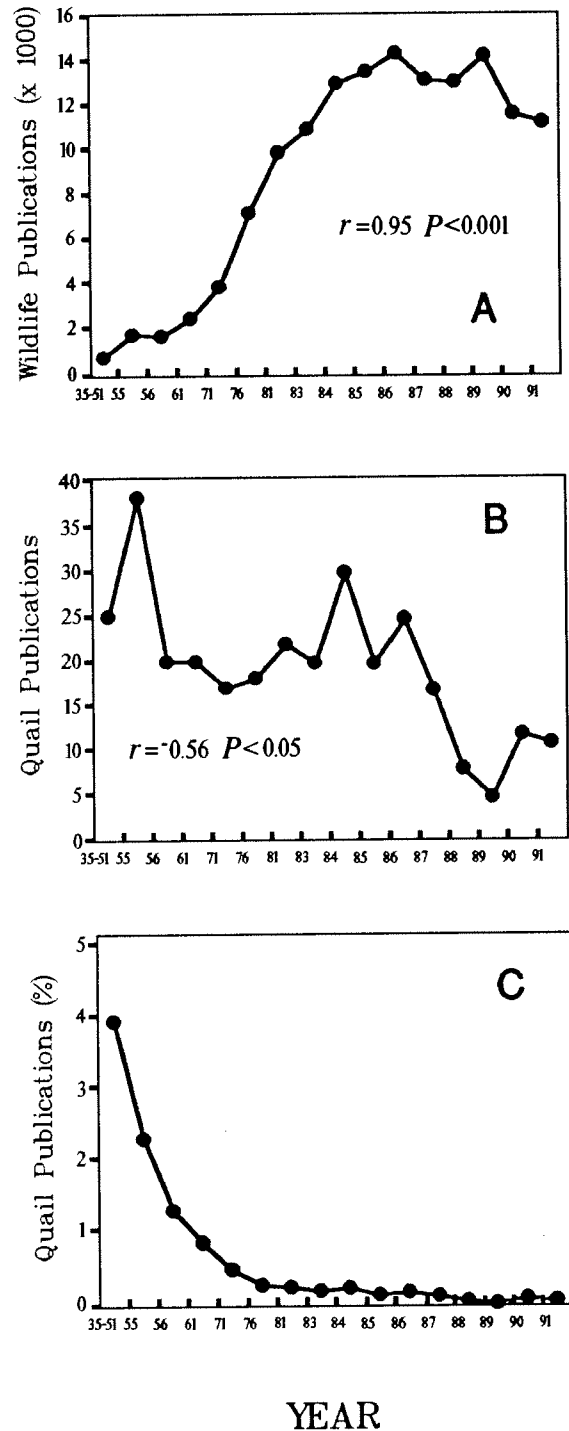 Wildlife Publications (x 1000)
16
14
12
10
8
6
4
2
0
r=0.95 P<0.001
A
35-51 55 56 61 71 76 81 83 84 85 86 87 88 89 90 91
Quail Publications
40
35
30
25
20
15
10
5
0
B
r=-0.56 P<0.05
35-51 55 56 61 71 76 81 83 84 85 86 87 88 89 90 91
Quail Publications (%)
5
4
3
2
1
0
C
35-51 55 56 61 71 76 81 83 84 85 86 87 88 89 90 91
YEAR